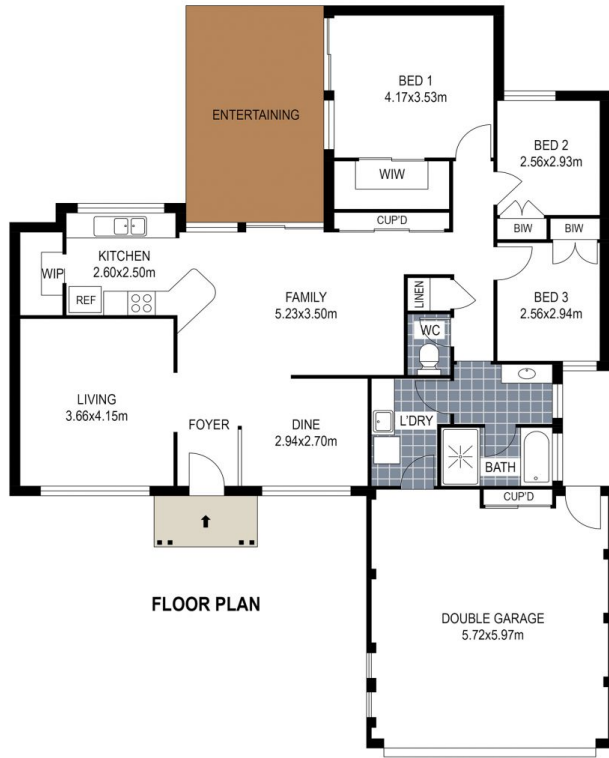 ENTERTAINING
BED 1
4.17x3.53m
BED 2
2.56x2.93m
WIW
CUP'D
BIW
BIW
KITCHEN
2.60x2.50m
WIP
REF
FAMILY
5.23x3.50m
LINEN
BED 3
2.56x2.94m
WC
LIVING
3.66x4.15m
FOYER
DINE
2.94x2.70m
L'DRY
BATH
CUP'D
FLOOR PLAN
DOUBLE GARAGE
5.72x5.97m